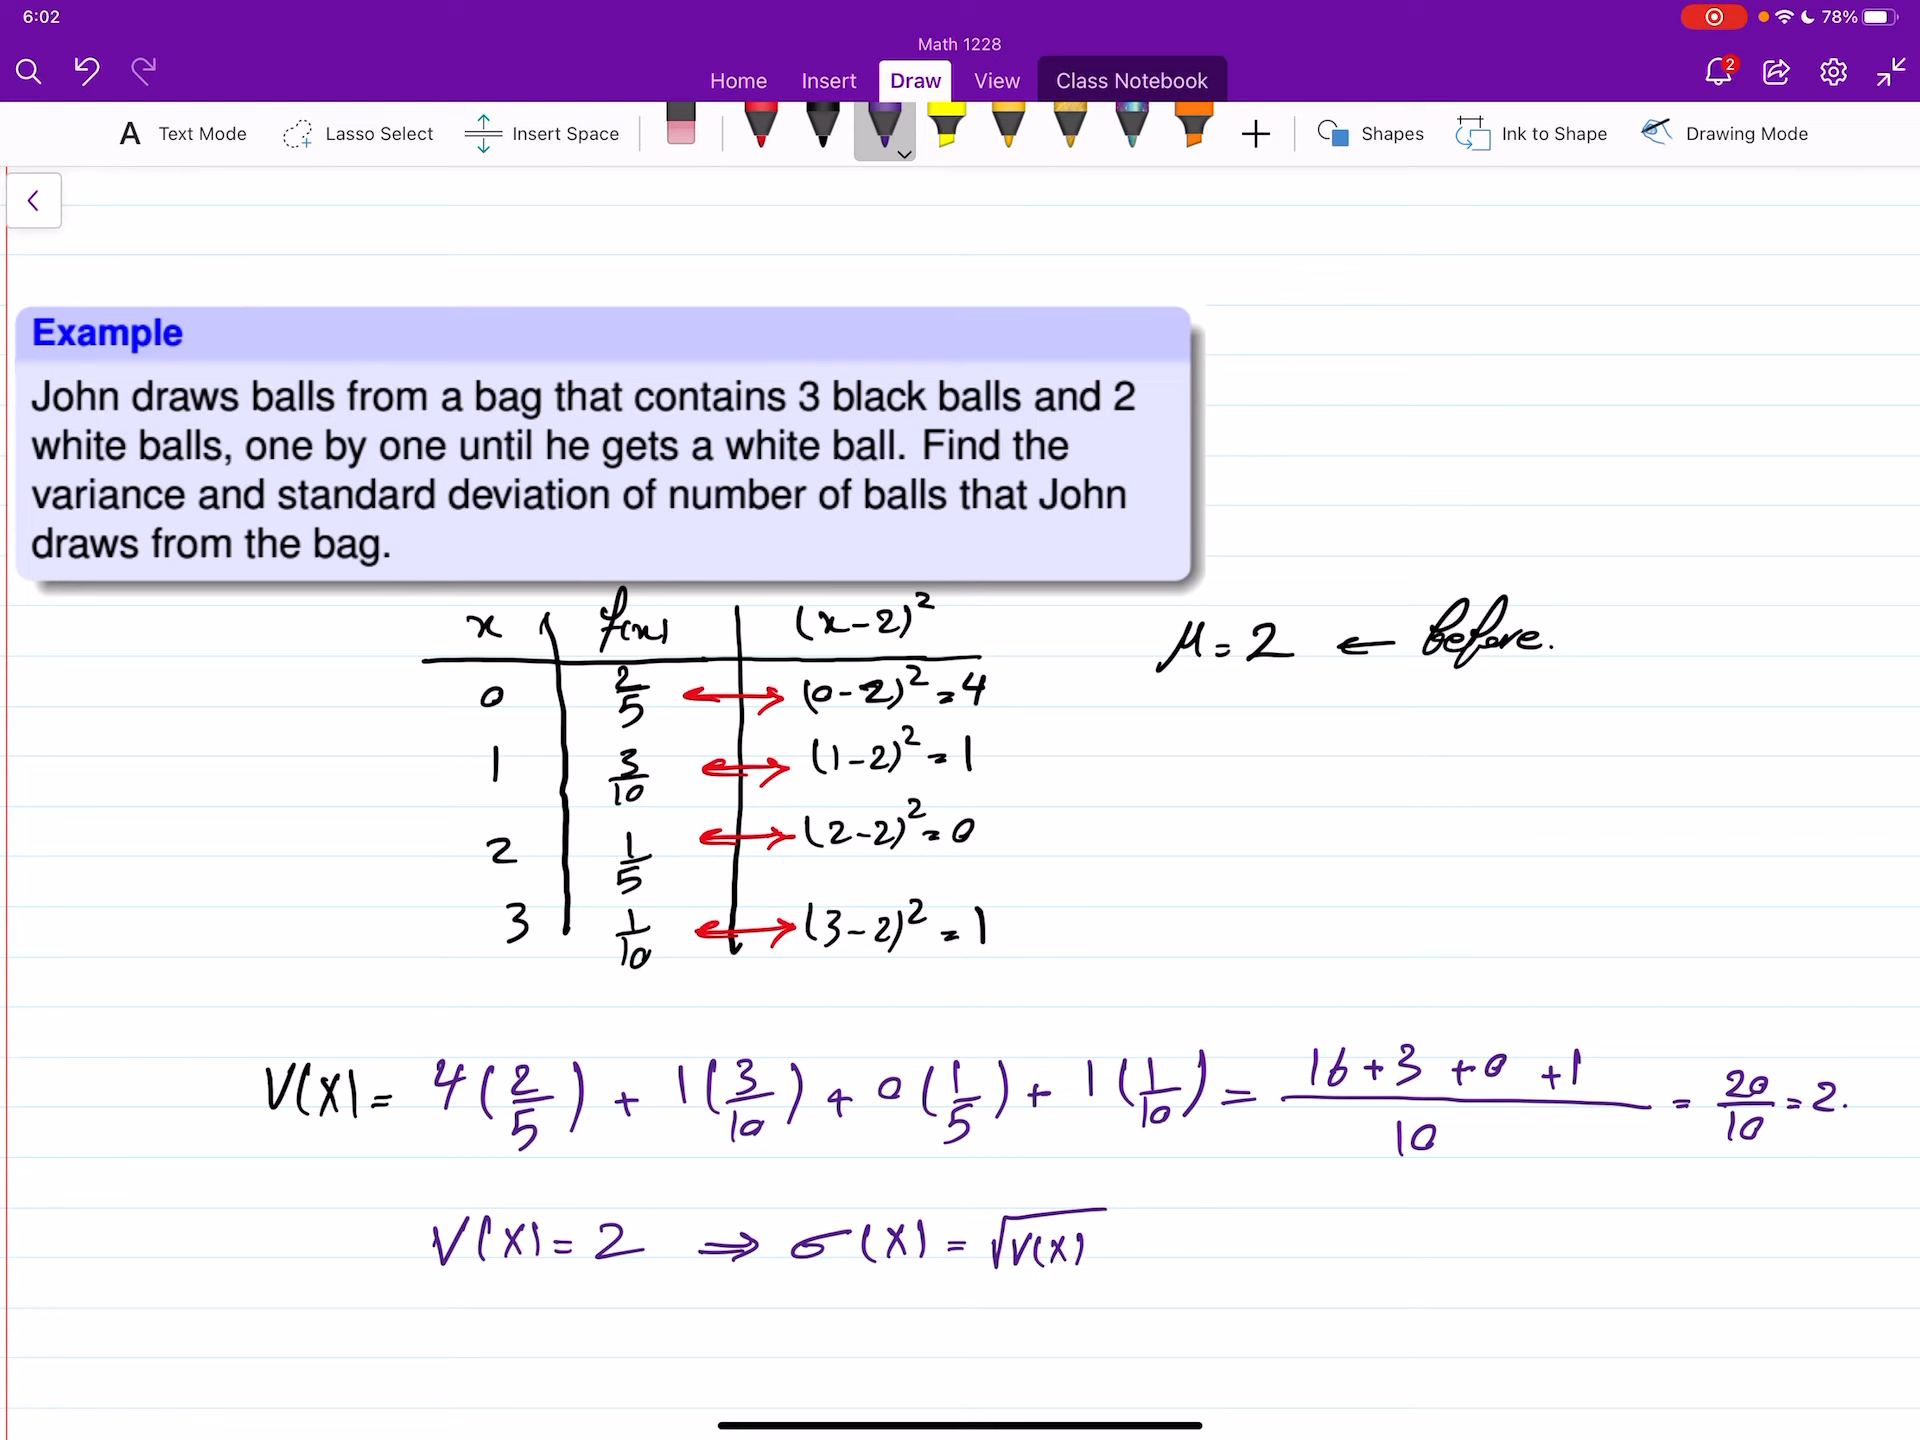 6:02
78%
Math 1228
Home Insert Draw View Class Notebook
2
A Text Mode Lasso Select Insert Space Shapes Ink to Shape Drawing Mode
Example
John draws balls from a bag that contains 3 black balls and 2
white balls, one by one until he gets a white ball. Find the
variance and standard deviation of number of balls that John
draws from the bag.
x f(x) (x-2)²
μ = 2 ← before.
0 2/5 ↔ (0-2)² = 4
1 3/10 ↔ (1-2)² = 1
2 1/5 ↔ (2-2)² = 0
3 1/10 ↔ (3-2)² = 1
V(X) = 4(2/5) + 1(3/10) + 0(1/5) + 1(1/10) = (16+3+0+1)/10 = 20/10 = 2.
V(X) = 2 ⇒ σ(X) = √V(X)